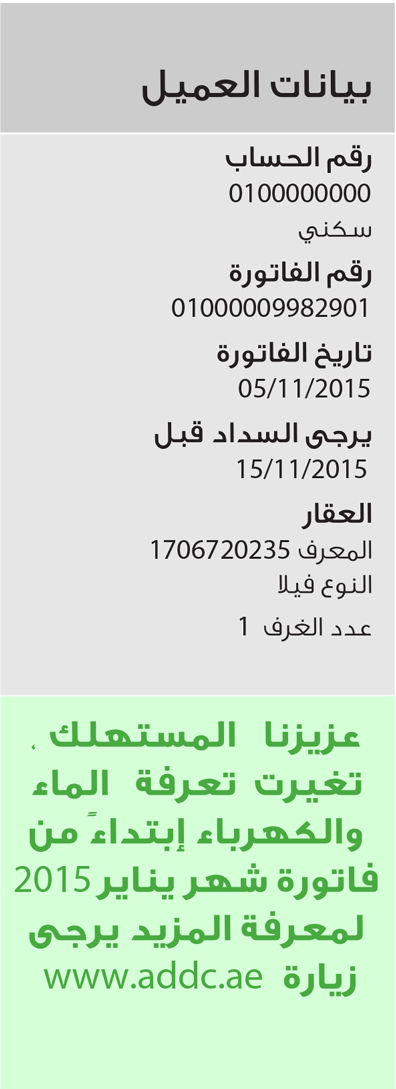 بيانات العميل
رقم الحساب
0100000000
سكني
رقم الفاتورة
01000009982901
تاريخ الفاتورة
05/11/2015
يرجى السداد قبل
15/11/2015
العقار
المعرف 1706720235
النوع فيلا
عدد الغرف 1
عزيزنا المستهلك ،
تغيرت تعرفة الماء
والكهرباء إبتداءً من
فاتورة شهر يناير 2015
لمعرفة المزيد يرجى
زيارة www.addc.ae